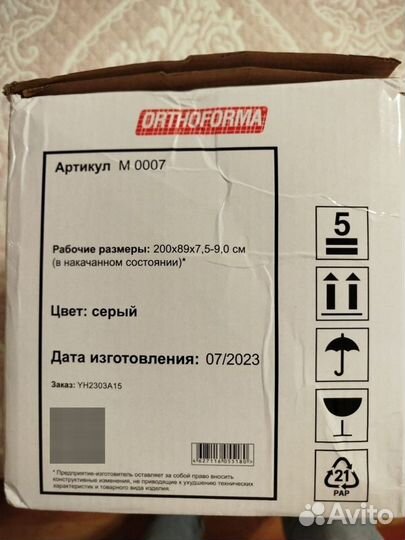 ORTHOFORMA
Артикул М 0007
Рабочие размеры: 200х89х7,5-9,0 см
(в накачанном состоянии)*
Цвет: серый
Дата изготовления: 07/2023
Заказ: YH2303A15
4627116055180
* Предприятие-изготовитель оставляет за собой право вносить
конструктивные изменения, не приводящие к ухудшению технических
характеристик и товарного вида изделия.
5
21
PAP
Avito